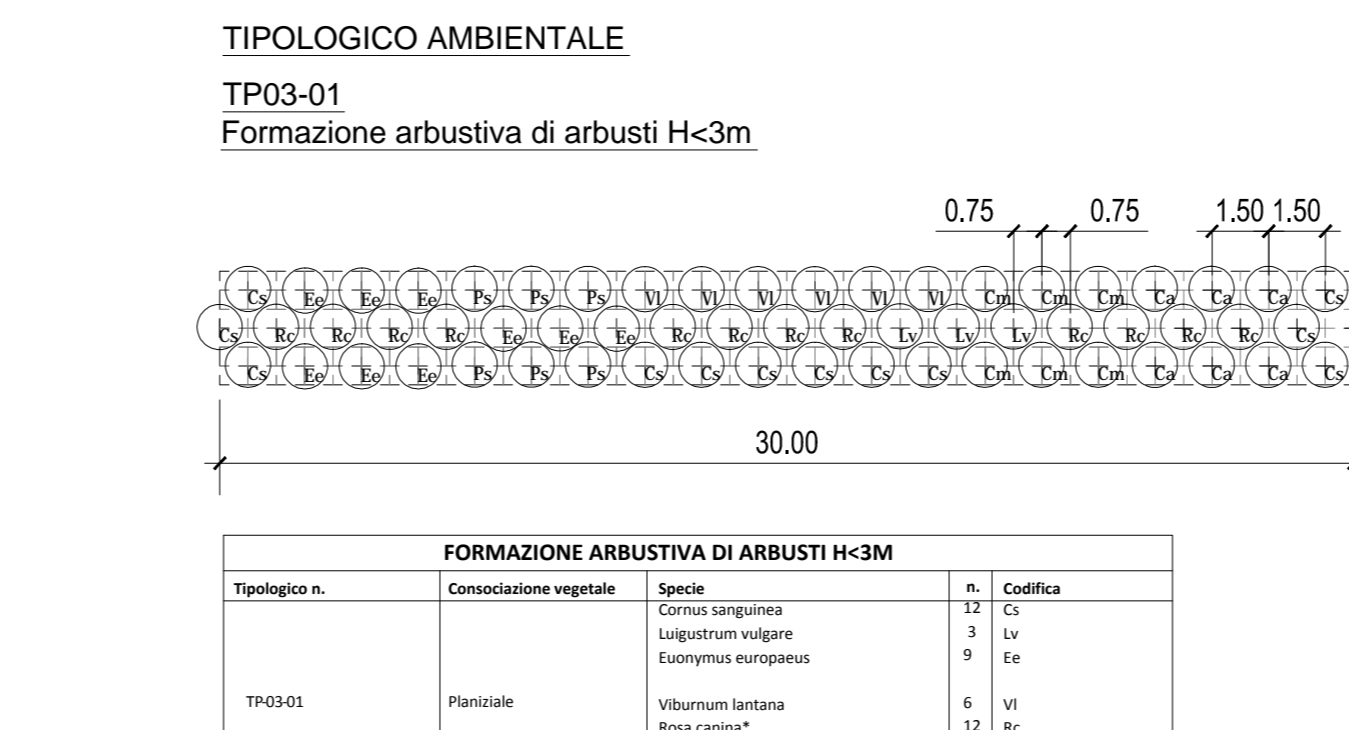 TIPOLOGICO AMBIENTALE
TP03-01
Formazione arbustiva di arbusti H<3m
0.75 0.75 1.50 1.50
Cs Ee Ee Ee Ps Ps Ps Vl Vl Vl Vl Vl Vl Cm Cm Cm Ca Ca Ca Cs
Cs Rc Rc Rc Rc Ee Ee Ee Rc Rc Rc Rc Lv Lv Lv Rc Rc Rc Rc Cs
Cs Ee Ee Ee Ps Ps Ps Cs Cs Cs Cs Cs Cs Cm Cm Cm Ca Ca Ca Cs
30.00
FORMAZIONE ARBUSTIVA DI ARBUSTI H<3M
Tipologico n. Consociazione vegetale Specie n. Codifica
Cornus sanguinea 12 Cs
Luigustrum vulgare 3 Lv
Euonymus europaeus 9 Ee
TP-03-01 Planiziale Viburnum lantana 6 Vl
Rosa canina* 12 Rc